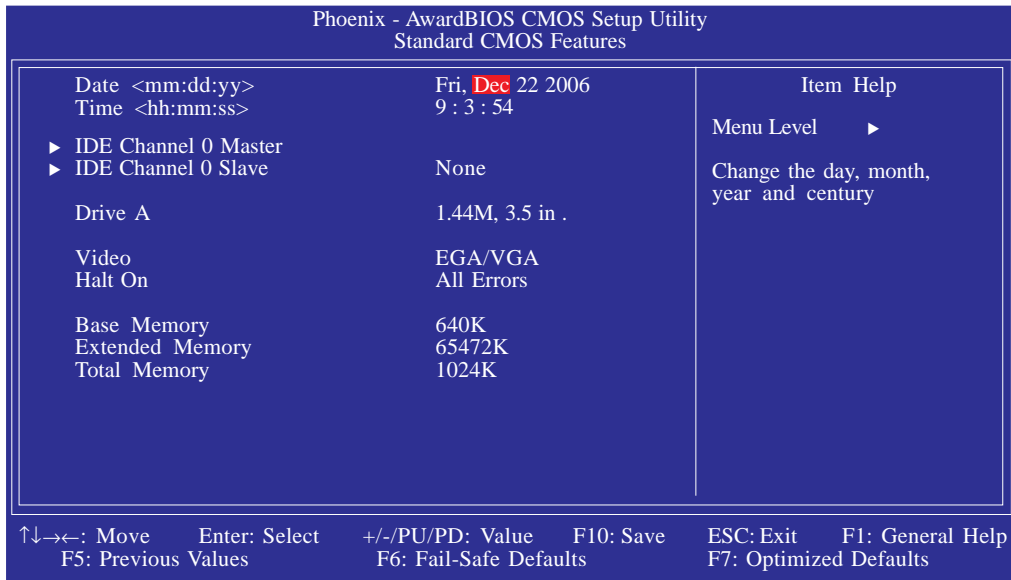 Phoenix - AwardBIOS CMOS Setup Utility
Standard CMOS Features
Date <mm:dd:yy> Fri, Dec 22 2006
Time <hh:mm:ss> 9 : 3 : 54
► IDE Channel 0 Master
► IDE Channel 0 Slave None
Drive A 1.44M, 3.5 in .
Video EGA/VGA
Halt On All Errors
Base Memory 640K
Extended Memory 65472K
Total Memory 1024K
Item Help
Menu Level ►
Change the day, month,
year and century
↑↓→←: Move Enter: Select +/-/PU/PD: Value F10: Save ESC: Exit F1: General Help
F5: Previous Values F6: Fail-Safe Defaults F7: Optimized Defaults